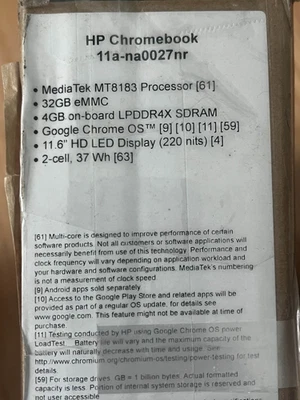 HP Chromebook
11a-na0027nr
• MediaTek MT8183 Processor [61]
• 32GB eMMC
• 4GB on-board LPDDR4X SDRAM
• Google Chrome OS™ [9] [10] [11] [59]
• 11.6" HD LED Display (220 nits) [4]
• 2-cell, 37 Wh [63]
[61] Multi-core is designed to improve performance of certain
software products. Not all customers or software applications will
necessarily benefit from use of this technology. Performance and
clock frequency will vary depending on application workload and
your hardware and software configurations. MediaTek's numbering
is not a measurement of clock speed.
[9] Android apps sold separately.
[10] Access to the Google Play Store and related apps will be
provided as a part of a regular OS update. for details see
www.google.com. This feature might not be available at time of
purchase.
[11] Testing conducted by HP using Google Chrome OS power
LoadTest. Battery life will vary and the maximum capacity of the
battery will naturally decrease with time and usage. See
http://www.chromium.org/chromium-os/testing/power-testing for test
details.
[59] For storage drives, GB = 1 billion bytes. Actual formatted
capacity is less. Portion of internal system storage is reserved and
not user accessible